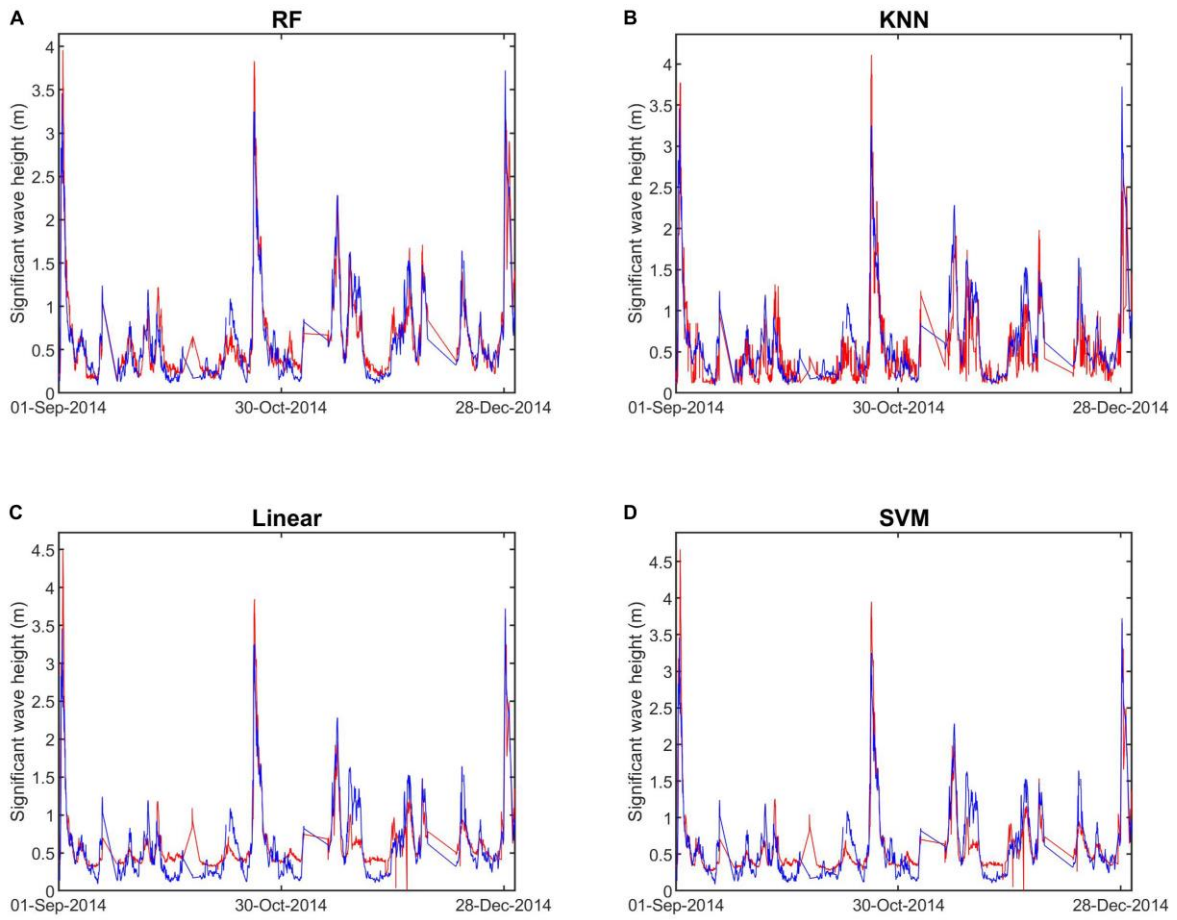 A
RF
Significant wave height (m)
4
3.5
3
2.5
2
1.5
1
0.5
0
01-Sep-2014
30-Oct-2014
28-Dec-2014
B
KNN
Significant wave height (m)
4
3.5
3
2.5
2
1.5
1
0.5
0
01-Sep-2014
30-Oct-2014
28-Dec-2014
C
Linear
Significant wave height (m)
4.5
4
3.5
3
2.5
2
1.5
1
0.5
0
01-Sep-2014
30-Oct-2014
28-Dec-2014
D
SVM
Significant wave height (m)
4.5
4
3.5
3
2.5
2
1.5
1
0.5
0
01-Sep-2014
30-Oct-2014
28-Dec-2014